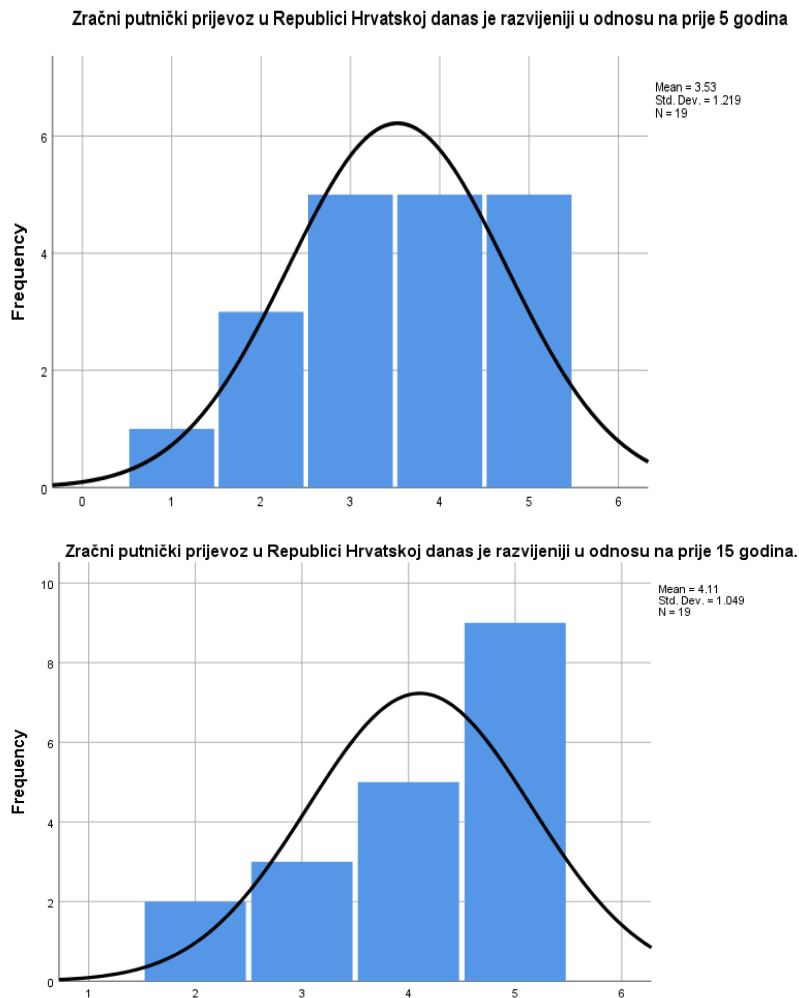 Zračni putnički prijevoz u Republici Hrvatskoj danas je razvijeniji u odnosu na prije 5 godina
Mean = 3.53
Std. Dev. = 1.219
N = 19
Frequency
6
4
2
0
0 1 2 3 4 5 6
Zračni putnički prijevoz u Republici Hrvatskoj danas je razvijeniji u odnosu na prije 15 godina.
Mean = 4.11
Std. Dev. = 1.049
N = 19
Frequency
10
8
6
4
2
0
1 2 3 4 5 6